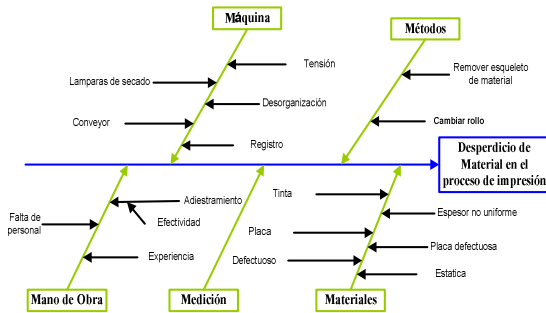 Máquina
Métodos
Tensión
Remover esqueleto
de material
Lamparas de secado
Desorganización
Conveyor
Cambiar rollo
Registro
Desperdicio de
Material en el
proceso de impresión
Adiestramiento
Tinta
Falta de
personal
Efectividad
Espesor no uniforme
Placa
Placa defectuosa
Experiencia
Defectuoso
Estatica
Mano de Obra
Medición
Materiales